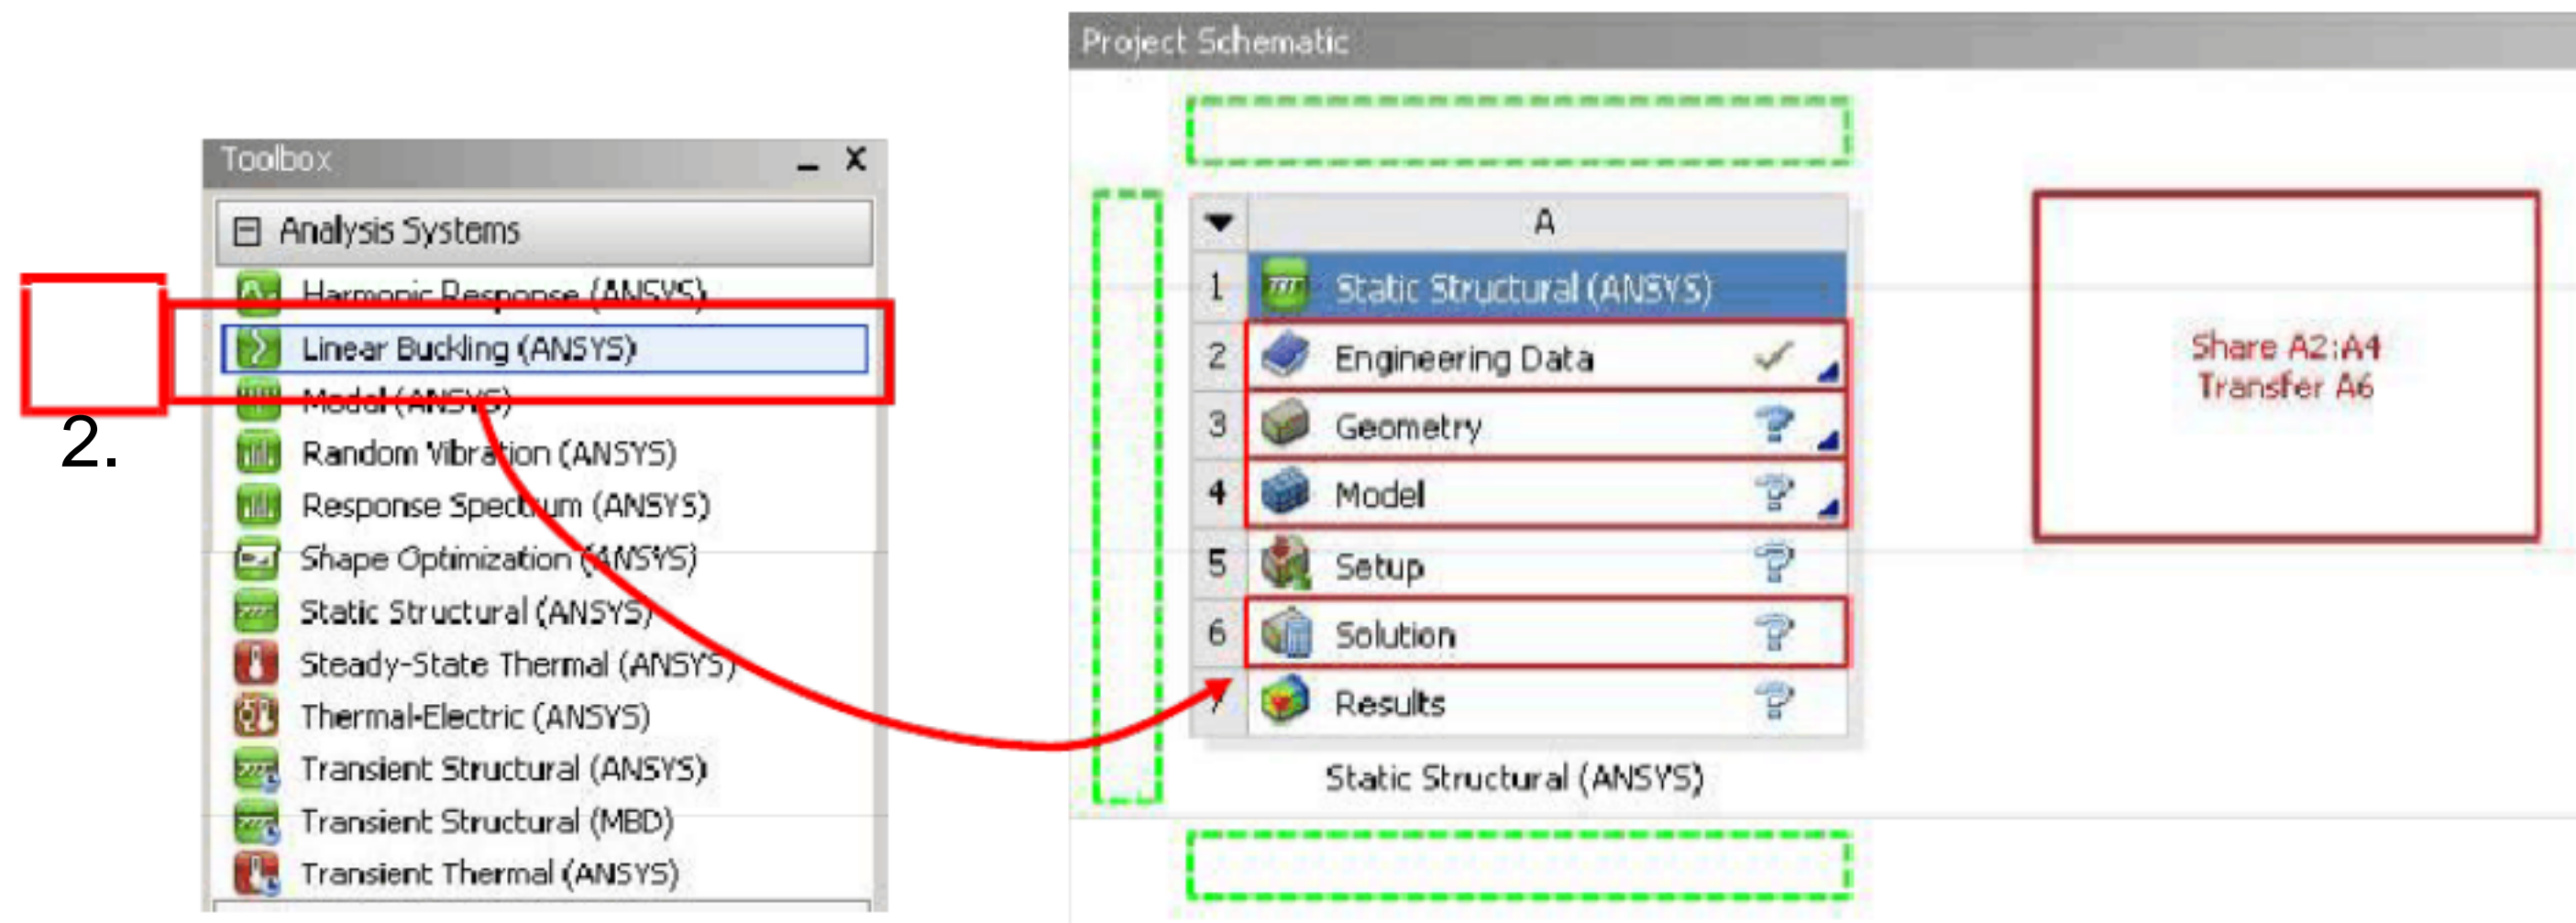 Project Schematic
Toolbox
Analysis Systems
Harmonic Response (ANSYS)
Linear Buckling (ANSYS)
Model (ANSYS)
Random Vibration (ANSYS)
Response Spectrum (ANSYS)
Shape Optimization (ANSYS)
Static Structural (ANSYS)
Steady-State Thermal (ANSYS)
Thermal-Electric (ANSYS)
Transient Structural (ANSYS)
Transient Structural (MBD)
Transient Thermal (ANSYS)
2.
A
1 Static Structural (ANSYS)
2 Engineering Data
3 Geometry
4 Model
5 Setup
6 Solution
7 Results
Static Structural (ANSYS)
Share A2:A4
Transfer A6